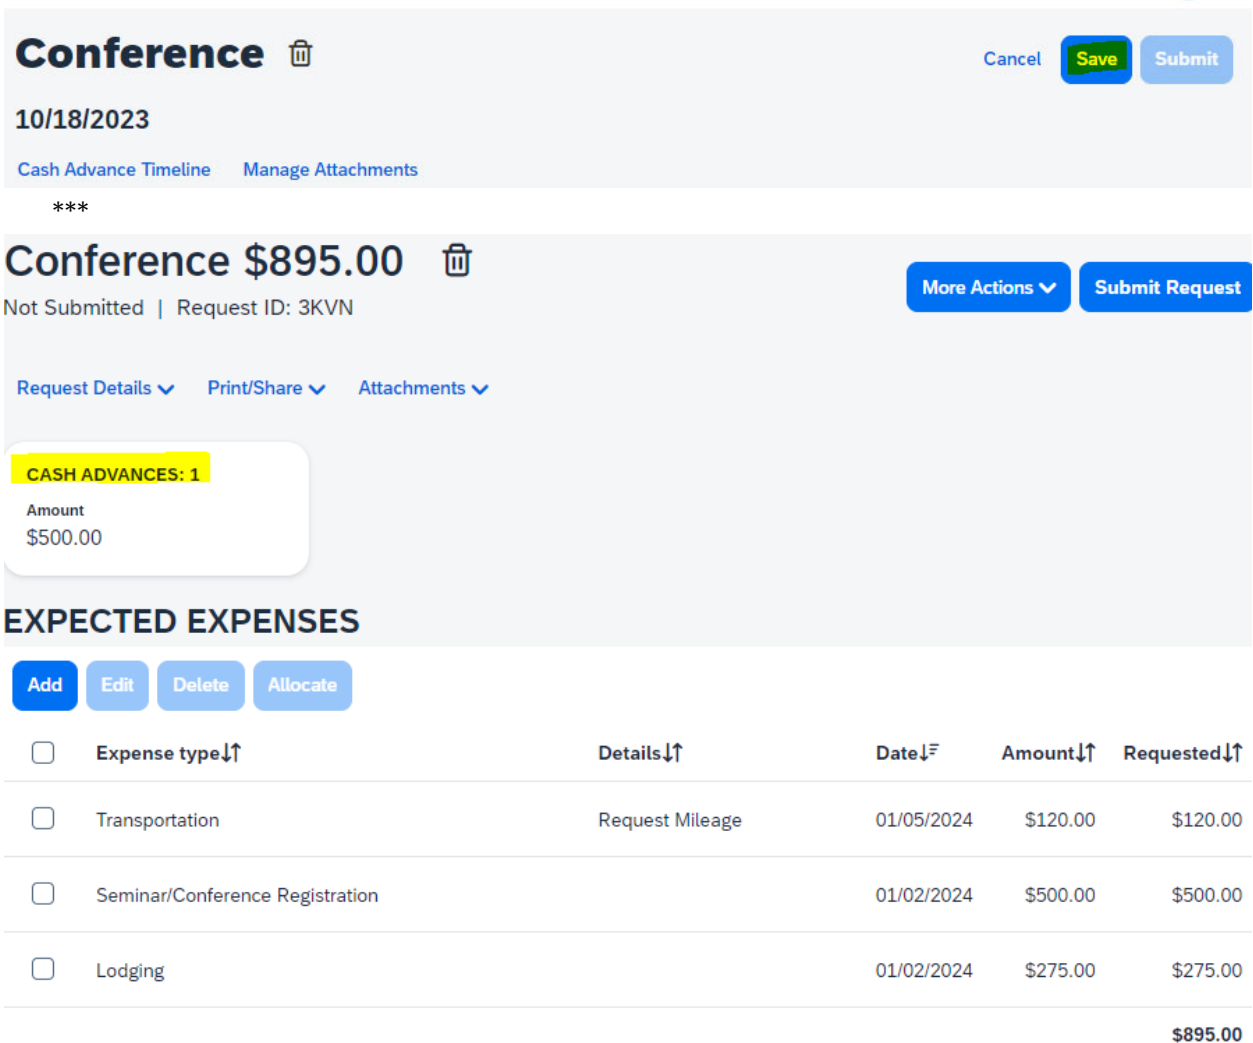 Conference
Cancel Save Submit
10/18/2023
Cash Advance Timeline Manage Attachments
***
Conference $895.00
More Actions Submit Request
Not Submitted | Request ID: 3KVN
Request Details Print/Share Attachments
CASH ADVANCES: 1
Amount
$500.00
EXPECTED EXPENSES
Add Edit Delete Allocate
Expense type Details Date Amount Requested
Transportation Request Mileage 01/05/2024 $120.00 $120.00
Seminar/Conference Registration 01/02/2024 $500.00 $500.00
Lodging 01/02/2024 $275.00 $275.00
$895.00